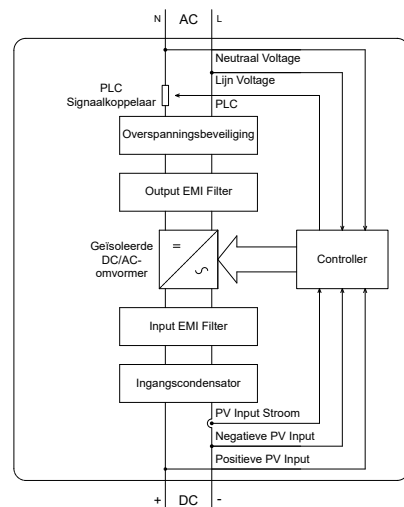 N AC L
Neutraal Voltage
Lijn Voltage
PLC
Signaalkoppelaar
PLC
Overspanningsbeveiliging
Output EMI Filter
Geïsoleerde
DC/AC-
omvormer
=
Controller
Input EMI Filter
Ingangscondensator
PV Input Stroom
Negatieve PV Input
Positieve PV Input
+ DC -